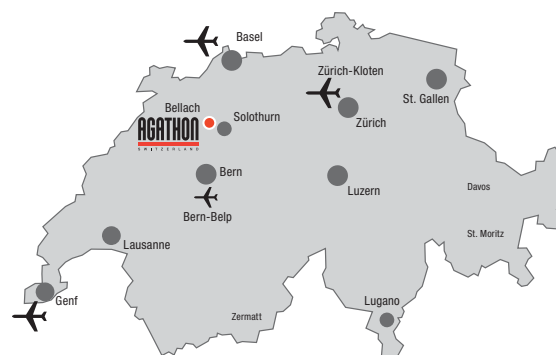 Basel
Zürich-Kloten
St. Gallen
Bellach
AGATHON
SWITZERLAND
Solothurn
Zürich
Bern
Luzern
Davos
Bern-Belp
St. Moritz
Lausanne
Genf
Zermatt
Lugano